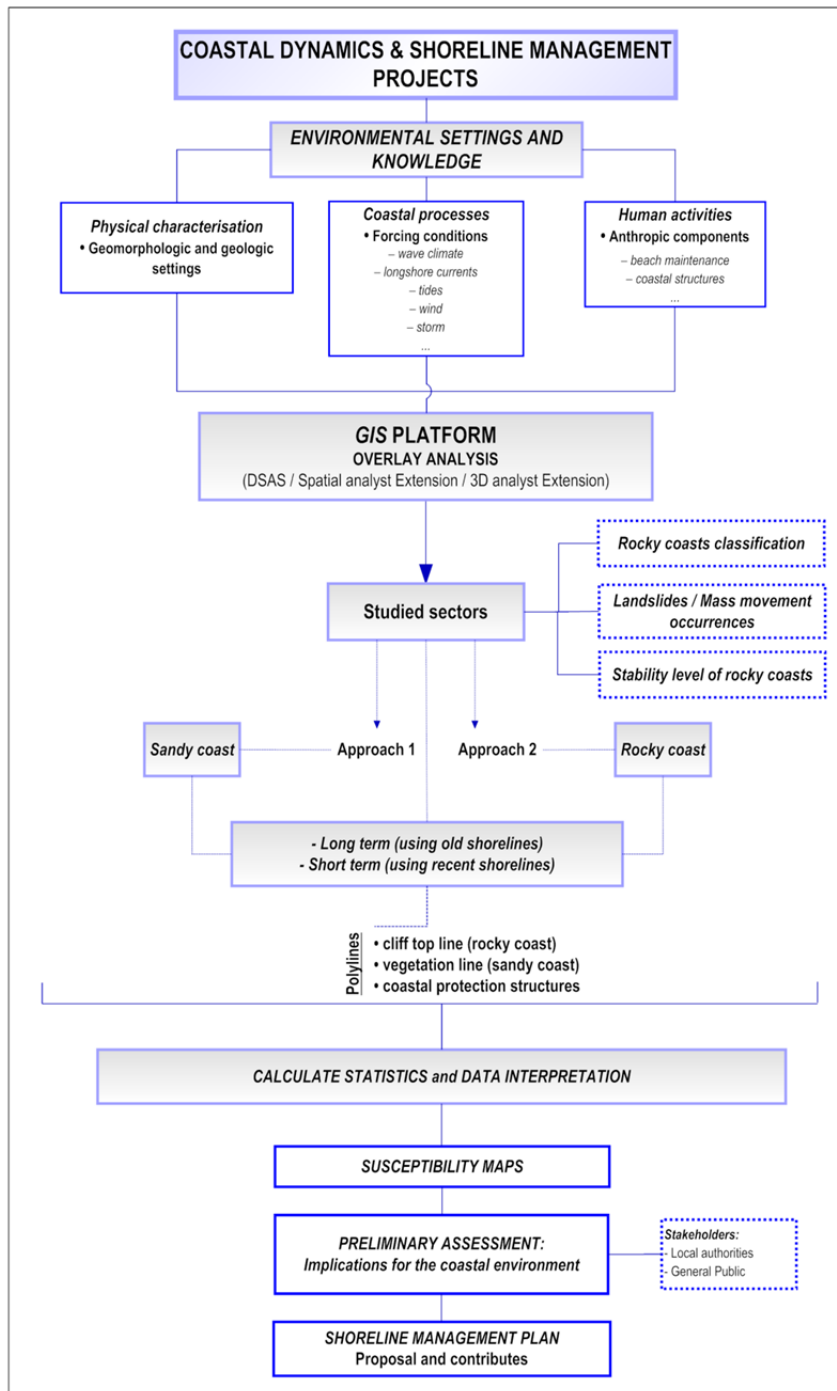 COASTAL DYNAMICS & SHORELINE MANAGEMENT
PROJECTS
ENVIRONMENTAL SETTINGS AND
KNOWLEDGE
Physical characterisation
• Geomorphologic and geologic
settings
Coastal processes
• Forcing conditions
– wave climate
– longshore currents
– tides
– wind
– storm
...
Human activities
• Anthropic components
– beach maintenance
– coastal structures
...
GIS PLATFORM
OVERLAY ANALYSIS
(DSAS / Spatial analyst Extension / 3D analyst Extension)
Rocky coasts classification
Studied sectors
Landslides / Mass movement
occurrences
Stability level of rocky coasts
Sandy coast
Approach 1
Approach 2
Rocky coast
- Long term (using old shorelines)
- Short term (using recent shorelines)
Polylines
• cliff top line (rocky coast)
• vegetation line (sandy coast)
• coastal protection structures
CALCULATE STATISTICS and DATA INTERPRETATION
SUSCEPTIBILITY MAPS
PRELIMINARY ASSESSMENT:
Implications for the coastal environment
Stakeholders:
- Local authorities
- General Public
SHORELINE MANAGEMENT PLAN
Proposal and contributes